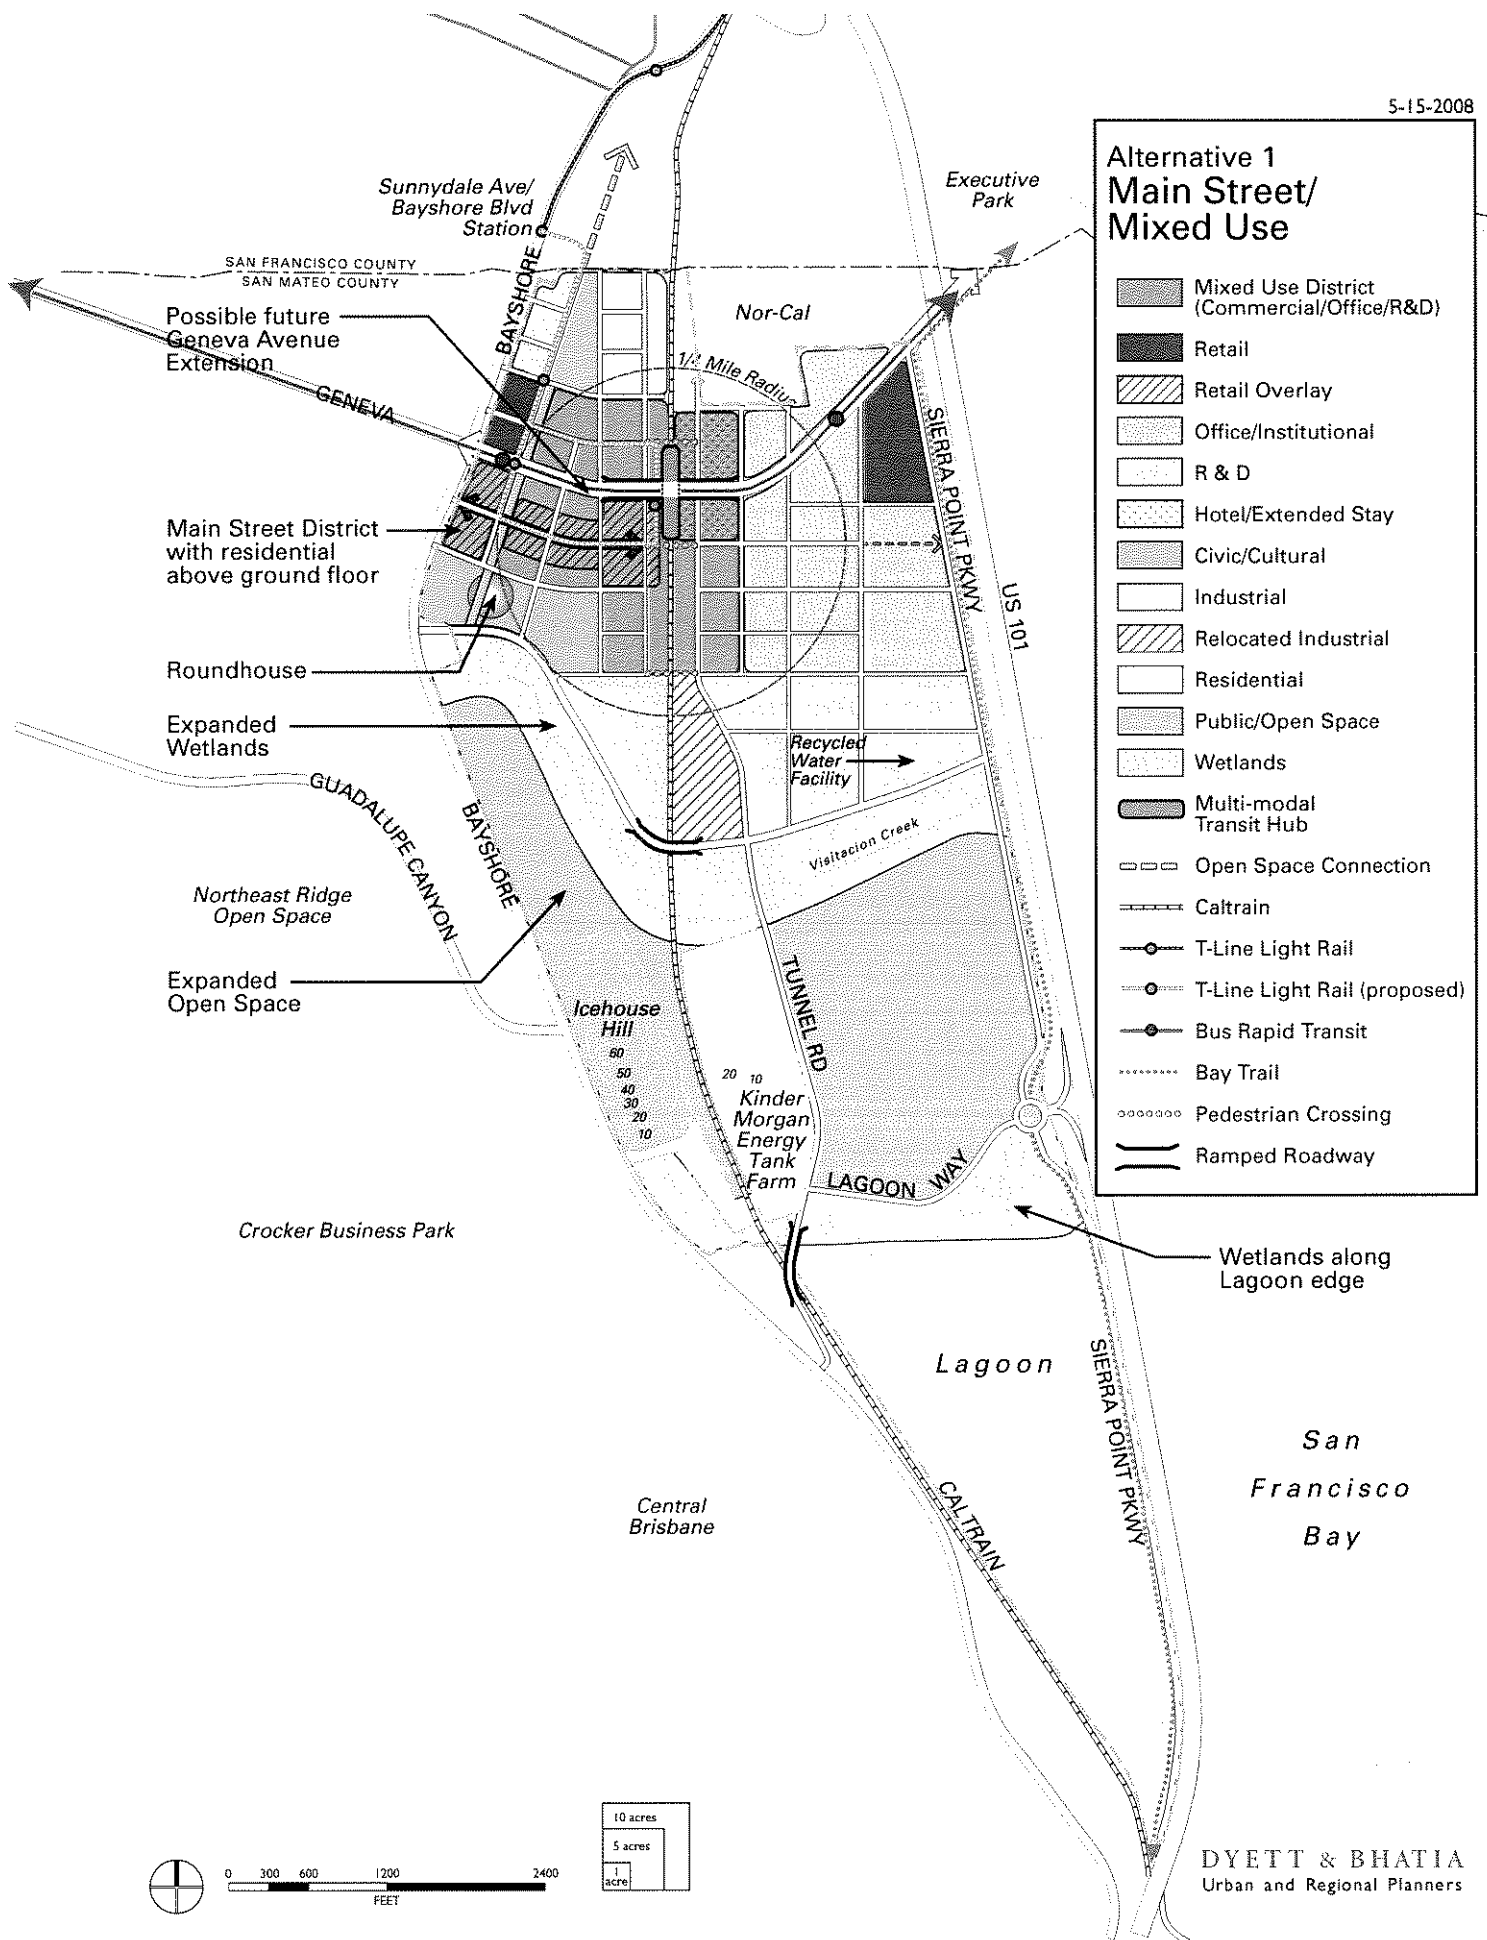 5-15-2008
Alternative 1
Main Street/
Mixed Use
Mixed Use District
(Commercial/Office/R&D)
Retail
Retail Overlay
Office/Institutional
R & D
Hotel/Extended Stay
Civic/Cultural
Industrial
Relocated Industrial
Residential
Public/Open Space
Wetlands
Multi-modal
Transit Hub
Open Space Connection
Caltrain
T-Line Light Rail
T-Line Light Rail (proposed)
Bus Rapid Transit
Bay Trail
Pedestrian Crossing
Ramped Roadway
Executive
Park
Sunnydale Ave/
Bayshore Blvd
Station
SAN FRANCISCO COUNTY
SAN MATEO COUNTY
BAYSHORE
Nor-Cal
Possible future
Geneva Avenue
Extension
1/4 Mile Radius
GENEVA
SIERRA POINT PKWY
US 101
Main Street District
with residential
above ground floor
Roundhouse
Expanded
Wetlands
Recycled
Water
Facility
GUADALUPE CANYON
BAYSHORE
Visitacion Creek
Northeast Ridge
Open Space
Expanded
Open Space
TUNNEL RD
Icehouse
Hill
60
50
40
30
20
10
20
10
Kinder
Morgan
Energy
Tank
Farm
LAGOON WAY
Crocker Business Park
Wetlands along
Lagoon edge
Lagoon
SIERRA POINT PKWY
San
Francisco
Bay
CALTRAIN
Central
Brisbane
10 acres
5 acres
1
acre
0 300 600 1200 2400
FEET
DYETT & BHATIA
Urban and Regional Planners